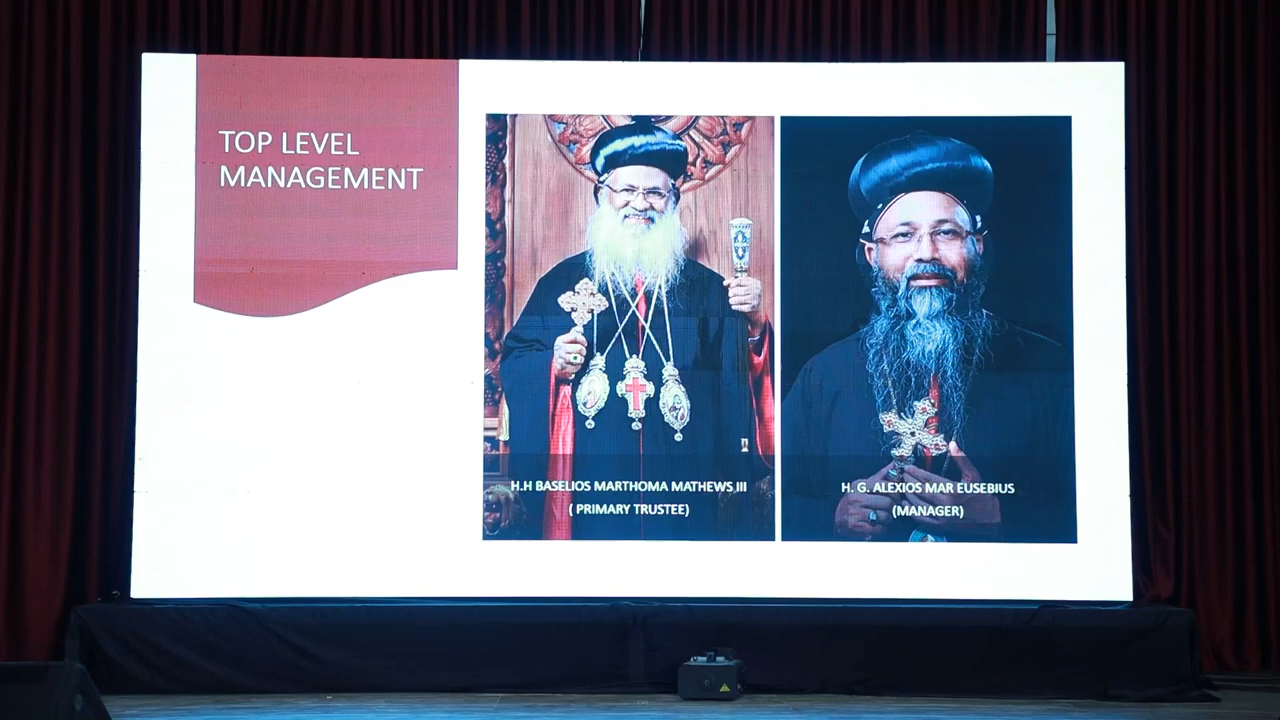 TOP LEVEL
MANAGEMENT
H.H BASELIOS MARTHOMA MATHEWS III
( PRIMARY TRUSTEE)
H. G. ALEXIOS MAR EUSEBIUS
(MANAGER)